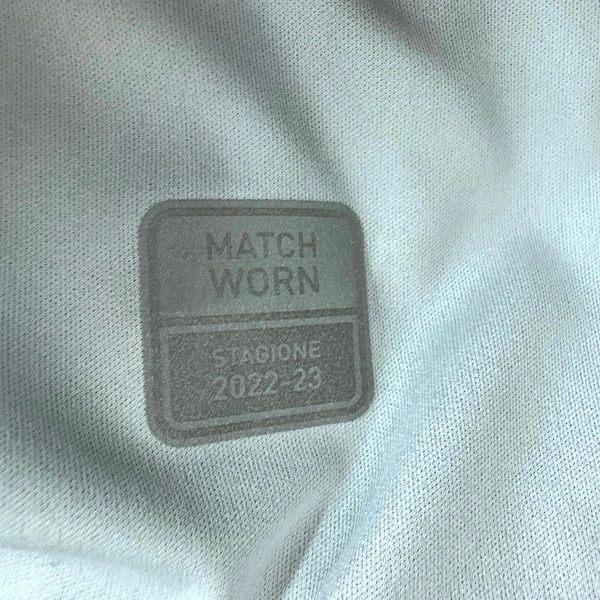 MATCH
WORN
STAGIONE
2022-23